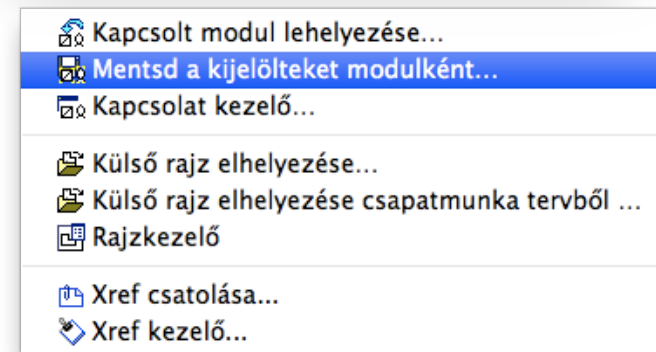 Kapcsolt modul lehelyezése...
Mentsd a kijelölteket modulként...
Kapcsolat kezelő...
Külső rajz elhelyezése...
Külső rajz elhelyezése csapatmunka tervből ...
Rajzkezelő
Xref csatolása...
Xref kezelő...